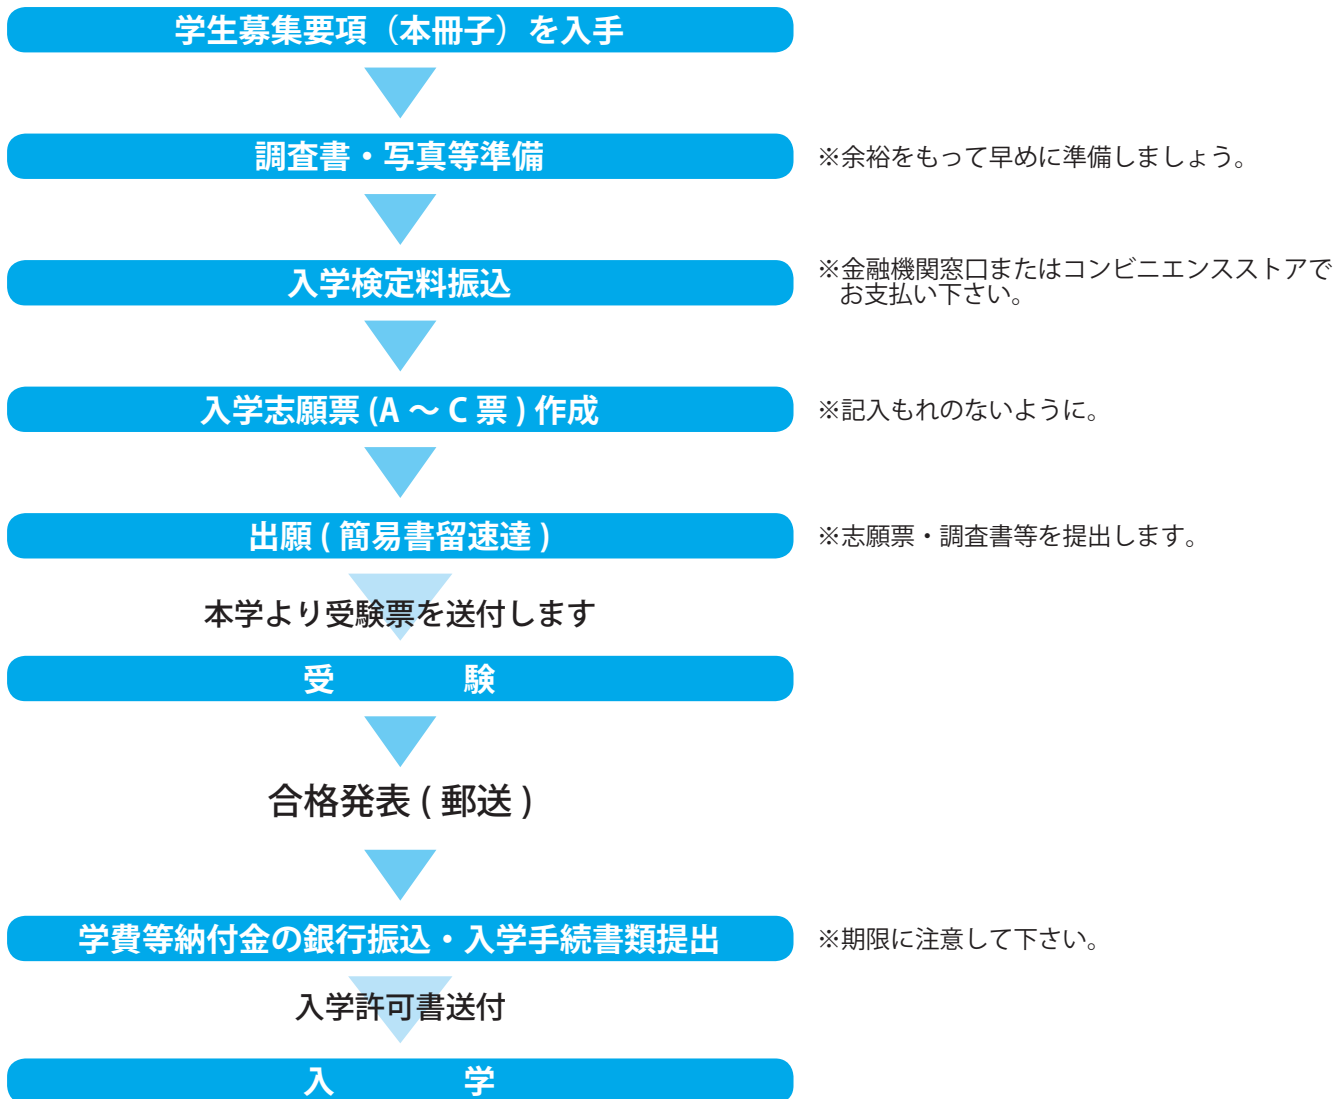 学生募集要項（本冊子）を入手
調査書・写真等準備
※余裕をもって早めに準備しましょう。
入学検定料振込
※金融機関窓口またはコンビニエンスストアで
お支払い下さい。
入学志願票 (A ～ C 票 ) 作成
※記入もれのないように。
出願 ( 簡易書留速達 )
※志願票・調査書等を提出します。
本学より受験票を送付します
受　　　　験
合格発表 ( 郵送 )
学費等納付金の銀行振込・入学手続書類提出
※期限に注意して下さい。
入学許可書送付
入　　　　学